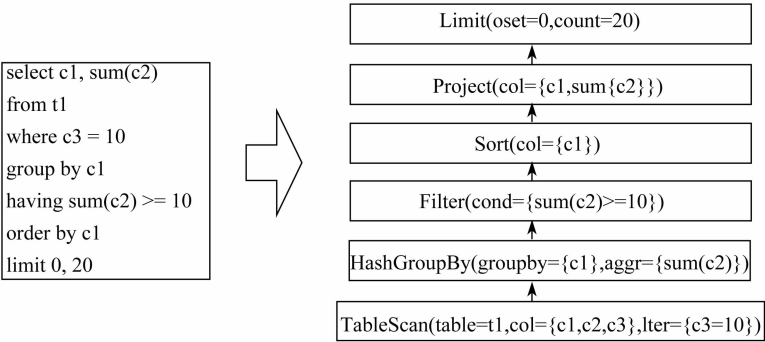 select c1, sum(c2)
from t1
where c3 = 10
group by c1
having sum(c2) >= 10
order by c1
limit 0, 20
Limit(oset=0,count=20)
Project(col={c1,sum{c2}})
Sort(col={c1})
Filter(cond={sum(c2)>=10})
HashGroupBy(groupby={c1},aggr={sum(c2)})
TableScan(table=t1,col={c1,c2,c3},lter={c3=10})